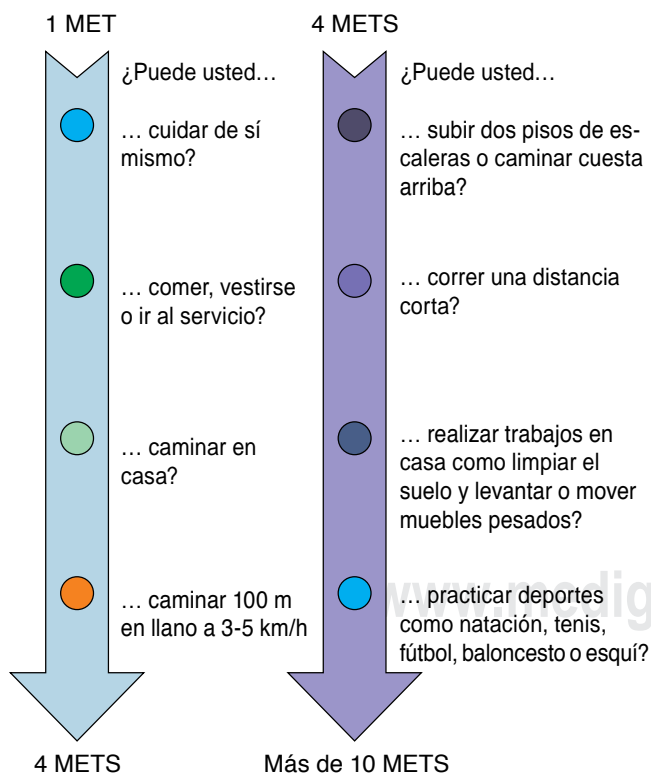 1 MET
¿Puede usted…
… cuidar de sí
mismo?
… comer, vestirse
o ir al servicio?
… caminar en
casa?
… caminar 100 m
en llano a 3-5 km/h
4 METS
4 METS
¿Puede usted…
… subir dos pisos de es-
caleras o caminar cuesta
arriba?
… correr una distancia
corta?
… realizar trabajos en
casa como limpiar el
suelo y levantar o mover
muebles pesados?
www.medig
… practicar deportes
como natación, tenis,
fútbol, baloncesto o esquí?
Más de 10 METS